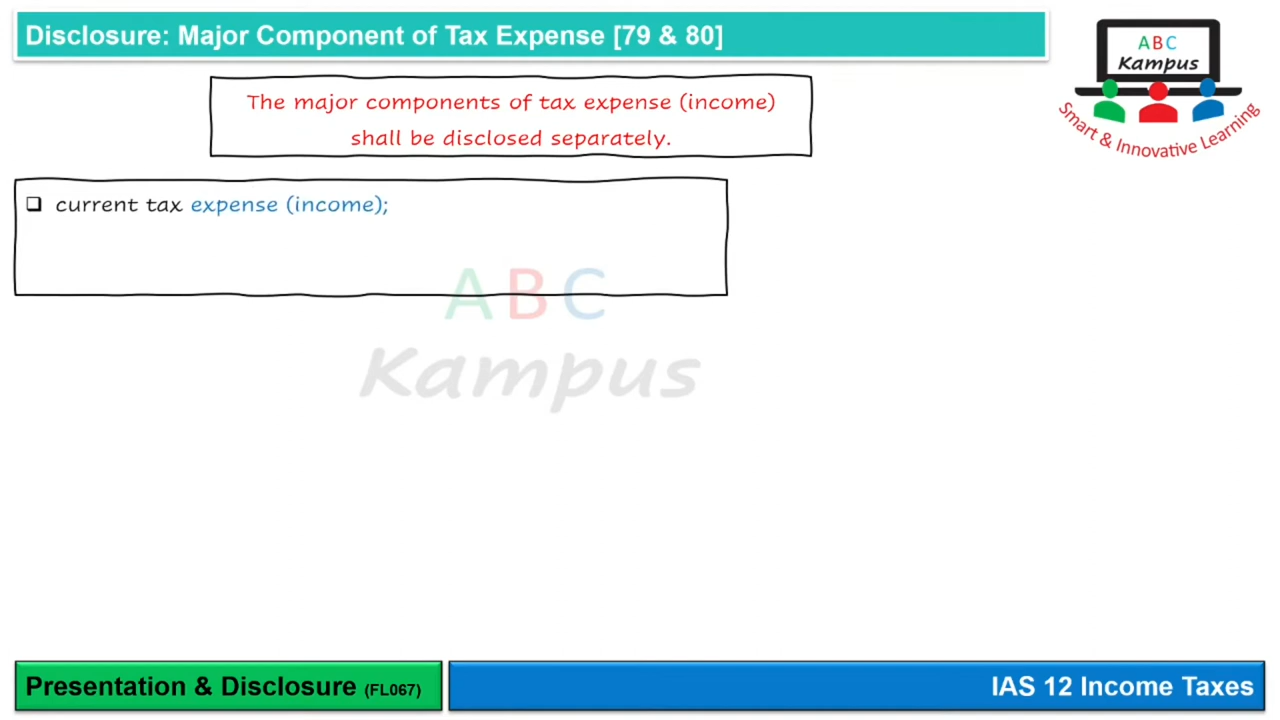 Disclosure: Major Component of Tax Expense [79 & 80]
ABC
Kampus
Smart & Innovative Learning
The major components of tax expense (income)
shall be disclosed separately.
❑ current tax expense (income);
ABC
Kampus
Presentation & Disclosure (FL067)
IAS 12 Income Taxes